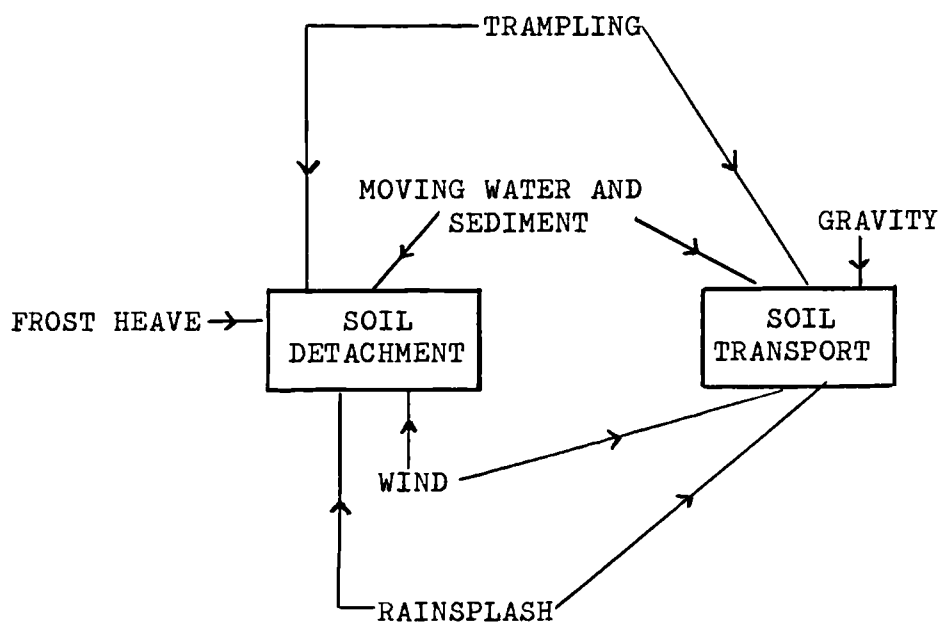 TRAMPLING
MOVING WATER AND
SEDIMENT
GRAVITY
FROST HEAVE
SOIL
DETACHMENT
SOIL
TRANSPORT
WIND
RAINSPLASH